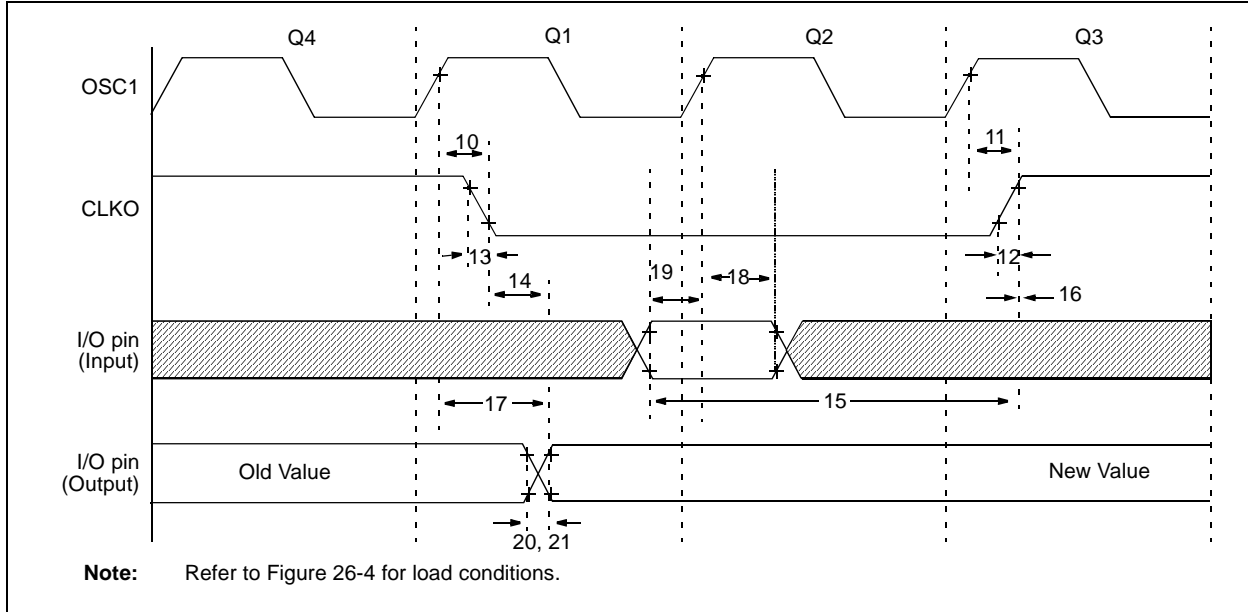 Q4 Q1 Q2 Q3
OSC1
10 11
CLKO
13 12
14 19 18 16
I/O pin
(Input)
17 15
I/O pin
(Output)
Old Value New Value
20, 21
Note: Refer to Figure 26-4 for load conditions.